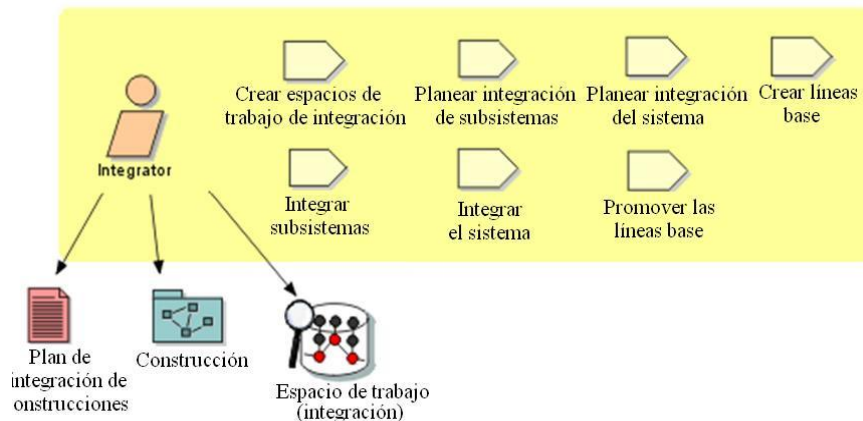 Crear espacios de
trabajo de integración
Planear integración
de subsistemas
Planear integración
del sistema
Crear líneas
base
Integrator
Integrar
subsistemas
Integrar
el sistema
Promover las
líneas base
Plan de
integración de
onstrucciones
Construcción
Espacio de trabajo
(integración)